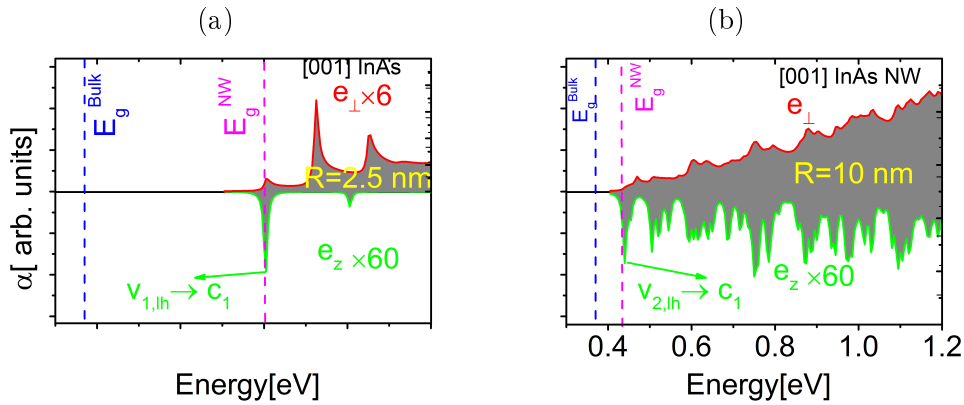 (a)
(b)
α[ arb. units]
E_g^Bulk
E_g^NW
[001] InAs
e_⊥×6
R=2.5 nm
e_z ×60
v_1,lh → c_1
Energy[eV]
E_g^Bulk
E_g^NW
[001] InAs NW
e_⊥
R=10 nm
e_z ×60
v_2,lh → c_1
0.4 0.6 0.8 1.0 1.2
Energy[eV]